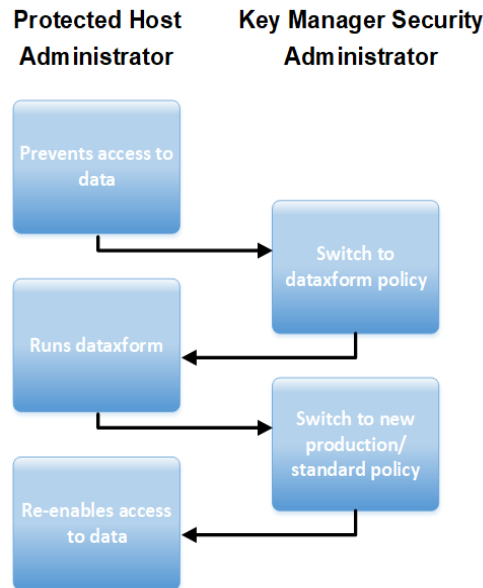 Protected Host
Administrator
Key Manager Security
Administrator
Prevents access to
data
Switch to
dataxform policy
Runs dataxform
Switch to new
production/
standard policy
Re-enables access
to data